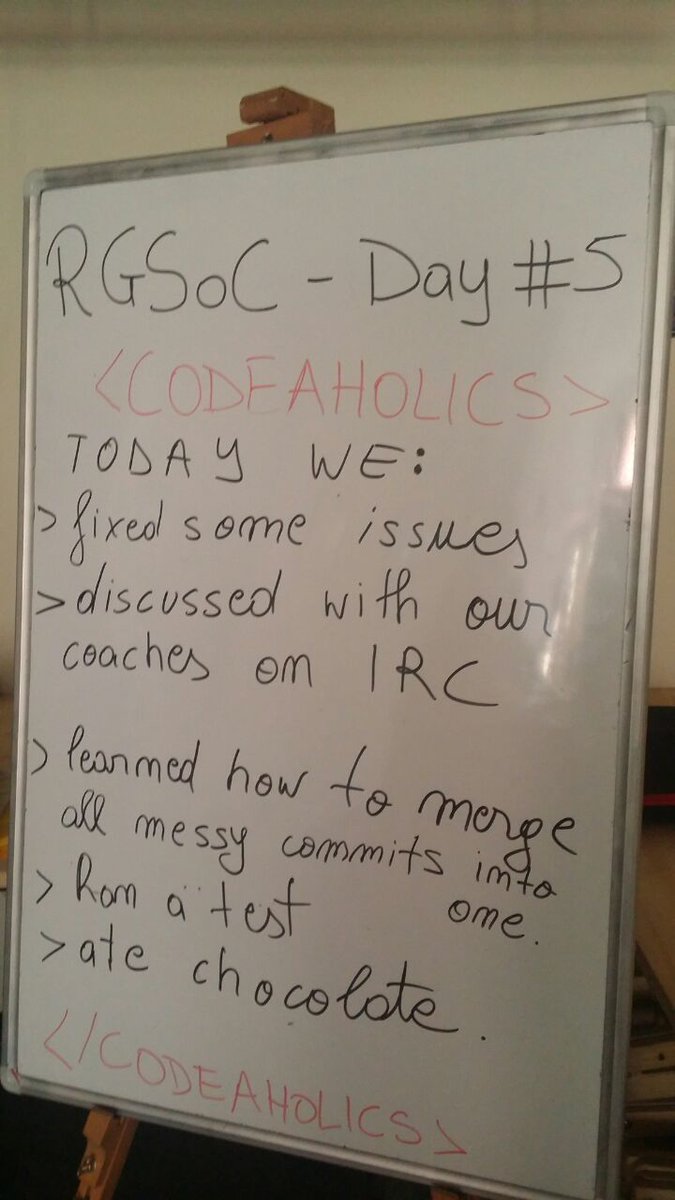 RGSoC - Day #5
<CODEAHOLICS>
TODAY WE:
> fixed some issues
> discussed with our
coaches on IRC
> learned how to merge
all messy commits into
one.
> Ran a test
> ate chocolate.
</CODEAHOLICS>